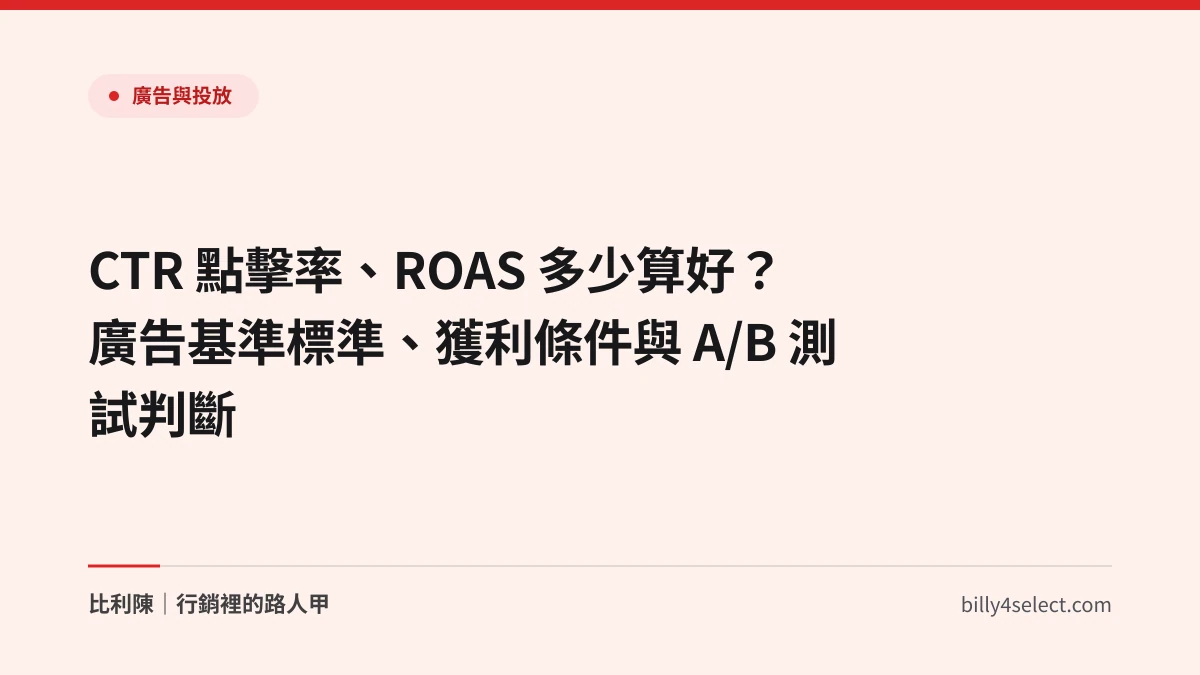 廣告與投放
CTR 點擊率、ROAS 多少算好？
廣告基準標準、獲利條件與 A/B 測
試判斷
比利陳｜行銷裡的路人甲
billy4select.com